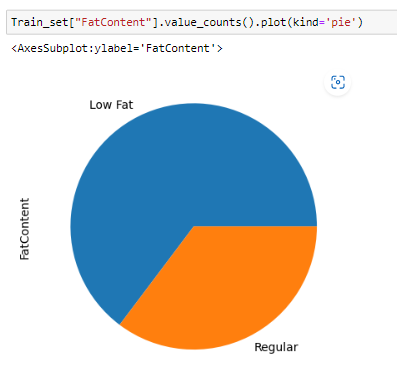 Train_set["FatContent"].value_counts().plot(kind='pie')
<AxesSubplot:ylabel='FatContent'>
Low Fat
FatContent
Regular